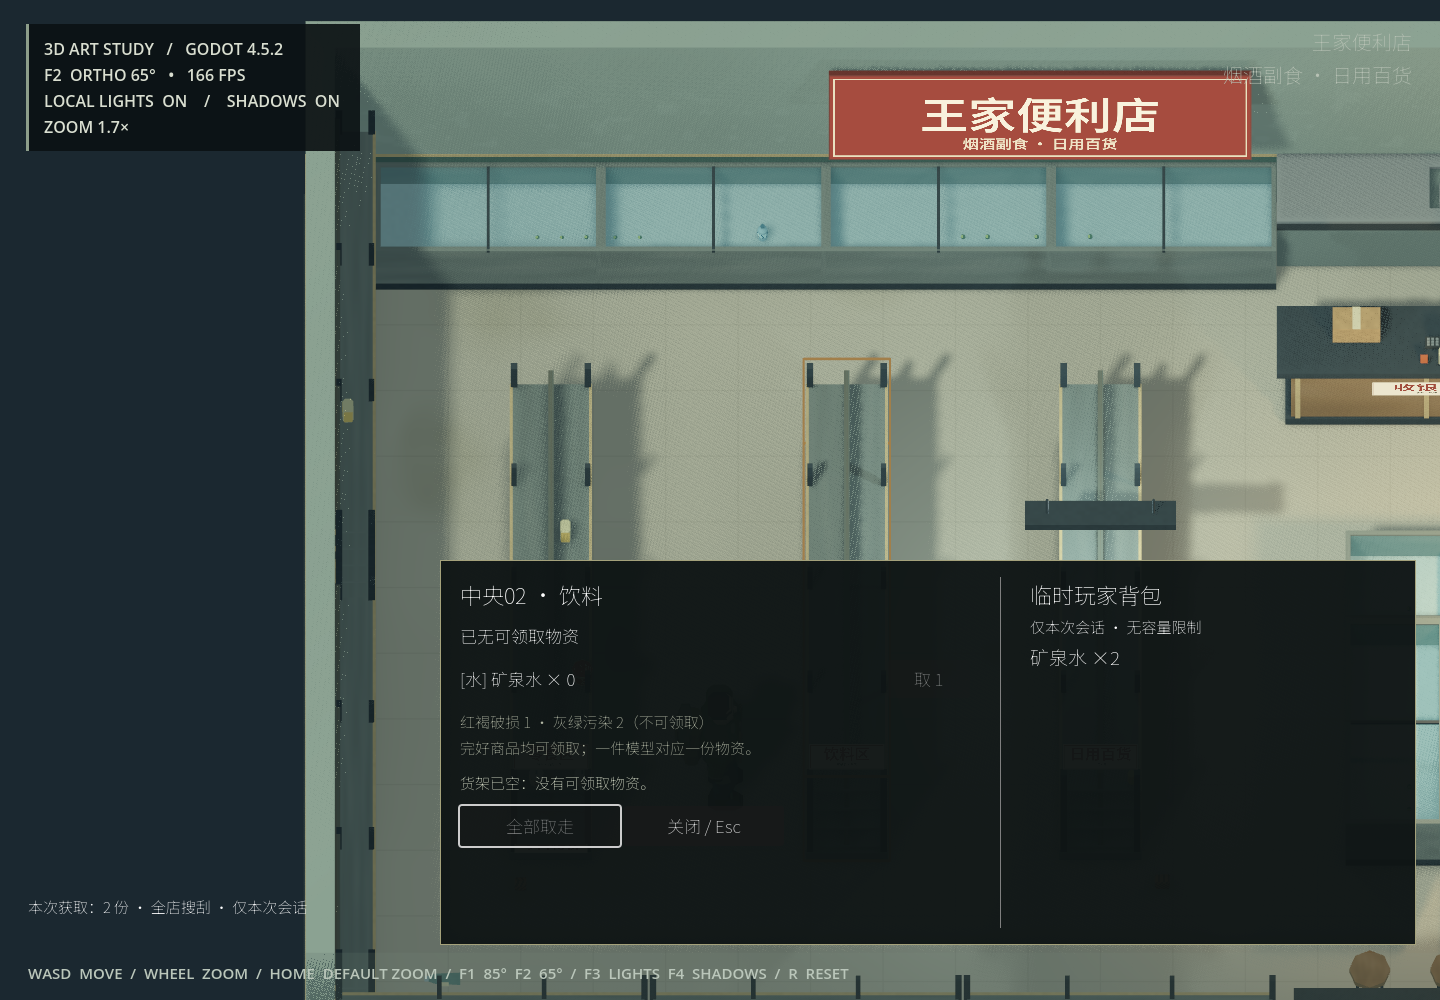 3D ART STUDY / GODOT 4.5.2
F2 ORTHO 65° • 166 FPS
LOCAL LIGHTS ON / SHADOWS ON
ZOOM 1.7×
王家便利店
烟酒副食 · 日用百货
王家便利店
烟酒副食 · 日用百货
收银
中央02 · 饮料
已无可领取物资
[水] 矿泉水 × 0
取 1
红褐破损 1 · 灰绿污染 2（不可领取）
完好商品均可领取；一件模型对应一份物资。
货架已空：没有可领取物资。
全部取走
关闭 / Esc
临时玩家背包
仅本次会话 · 无容量限制
矿泉水 ×2
日用百货
本次获取：2 份 · 全店搜刮 · 仅本次会话
WASD MOVE / WHEEL ZOOM / HOME DEFAULT ZOOM / F1 85° F2 65° / F3 LIGHTS F4 SHADOWS / R RESET